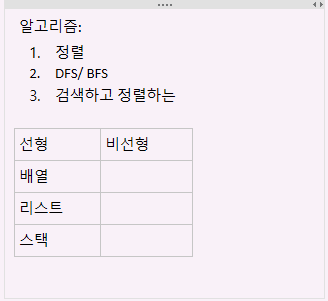 알고리즘:
1. 정렬
2. DFS/ BFS
3. 검색하고 정렬하는
선형 비선형
배열
리스트
스택